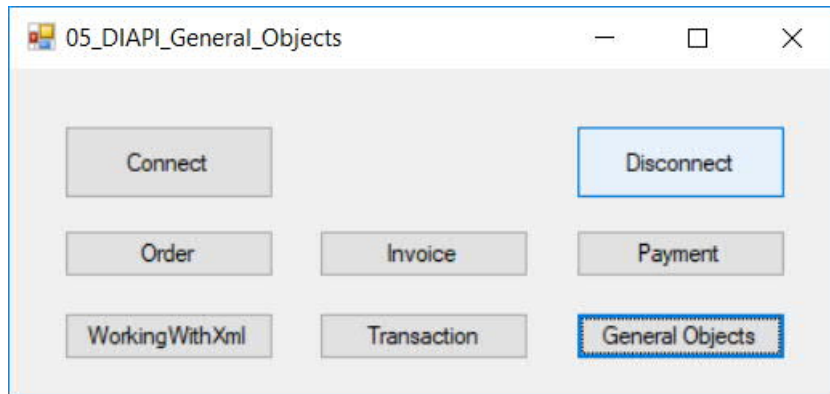 05_DIAPI_General_Objects
Connect
Disconnect
Order
Invoice
Payment
WorkingWithXml
Transaction
General Objects